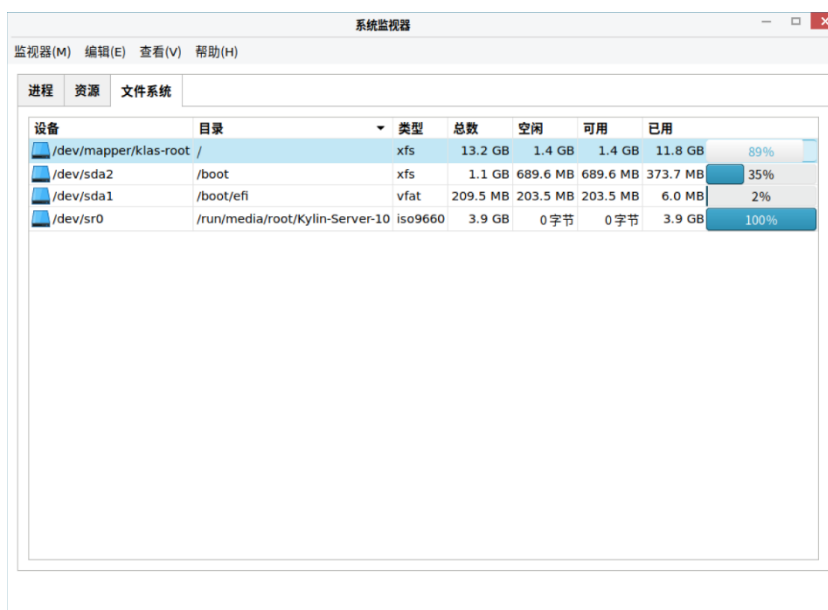 系统监视器
监视器(M) 编辑(E) 查看(V) 帮助(H)
进程 资源 文件系统
设备 目录 类型 总数 空闲 可用 已用
/dev/mapper/klas-root / xfs 13.2 GB 1.4 GB 1.4 GB 11.8 GB 89%
/dev/sda2 /boot xfs 1.1 GB 689.6 MB 689.6 MB 373.7 MB 35%
/dev/sda1 /boot/efi vfat 209.5 MB 203.5 MB 203.5 MB 6.0 MB 2%
/dev/sr0 /run/media/root/Kylin-Server-10 iso9660 3.9 GB 0字节 0字节 3.9 GB 100%